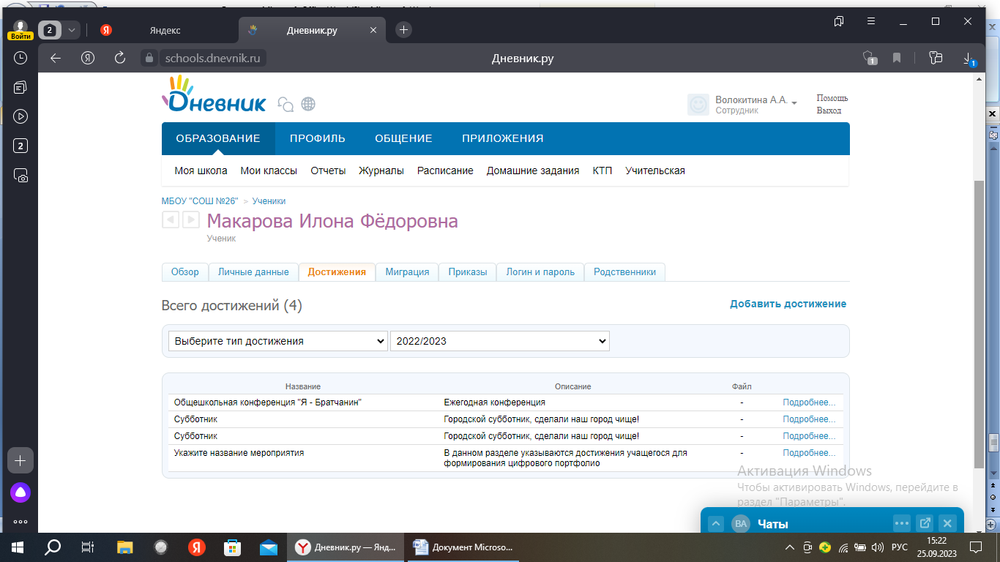 Войти
2
Яндекс
Дневник.ру
schools.dnevnik.ru
Дневник.ру
1
1
2
Дневник
Волокитина А.А.
Сотрудник
Помощь
Выход
ОБРАЗОВАНИЕ ПРОФИЛЬ ОБЩЕНИЕ ПРИЛОЖЕНИЯ
Моя школа Мои классы Отчеты Журналы Расписание Домашние задания КТП Учительская
МБОУ "СОШ №26" > Ученики
Макарова Илона Фёдоровна
Ученик
Обзор Личные данные Достижения Миграция Приказы Логин и пароль Родственники
Всего достижений (4)
Добавить достижение
Выберите тип достижения 2022/2023
Название Описание Файл
Общешкольная конференция "Я - Братчанин" Ежегодная конференция - Подробнее...
Субботник Городской субботник, сделали наш город чище! - Подробнее...
Субботник Городской субботник, сделали наш город чище! - Подробнее...
Укажите название мероприятия В данном разделе указываются достижения учащегося для - Подробнее...
формирования цифрового портфолио
Активация Windows
Чтобы активировать Windows, перейдите в
раздел "Параметры".
ВА Чаты
Дневник.ру — Янд...
Документ Microso...
РУС
15:22
25.09.2023